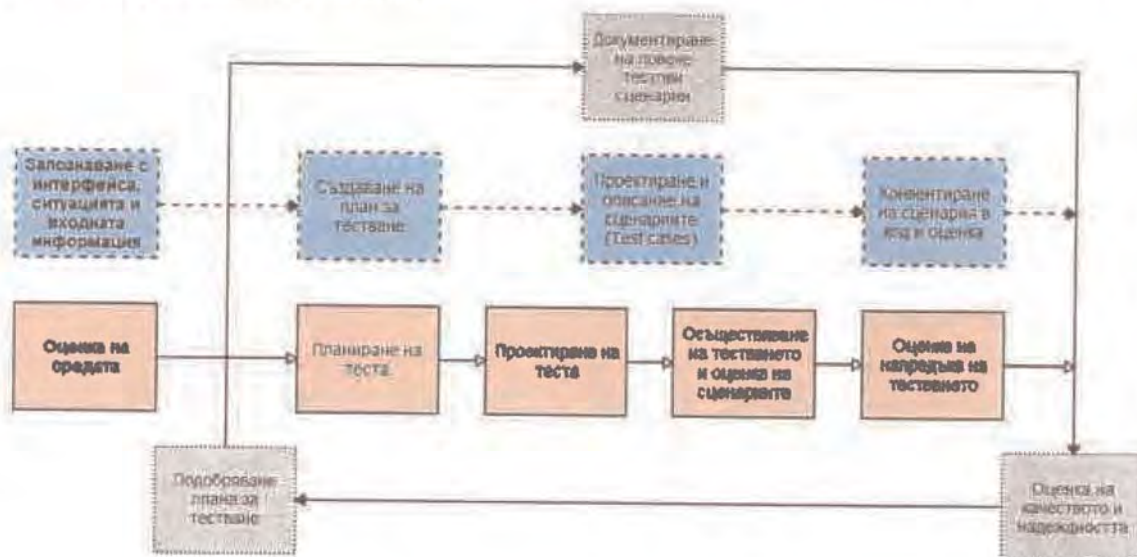 Документиране
на повече
тестови
сценарии
Запознаване с
интерфейса,
ситуацията и
входната
информация
Създаване на
план за
тестване
Проектиране и
описание на
сценариите
(Test cases)
Конвентиране
на сценария в
код и оценка
Оценка на
средата
Планиране на
теста
Проектиране на
теста
Осъществяване
на тестването
и оценка на
сценариите
Оценка на
напредъка на
тестването
Подобряване
плана за
тестване
Оценка на
качеството и
надеждността